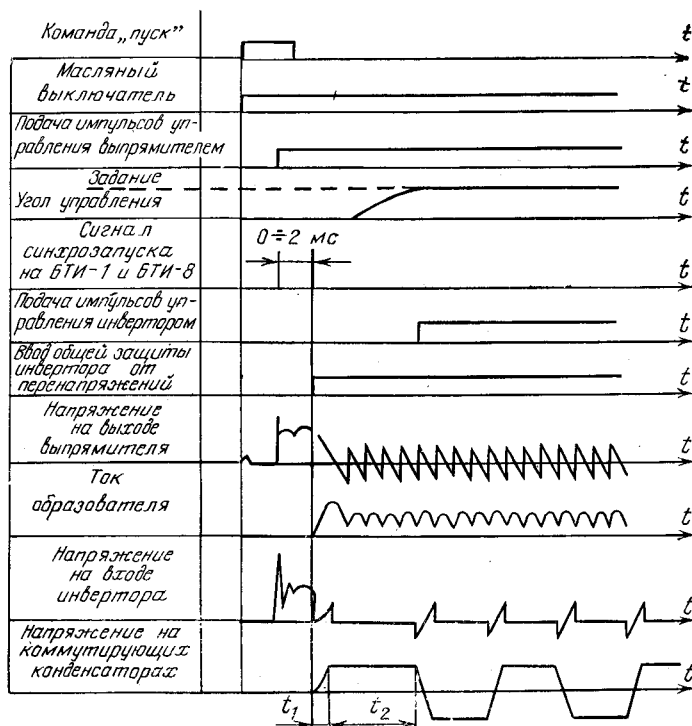 Команда „пуск”
t
Масляный
выключатель
t
Подача импульсов уп-
равления выпрямителем
t
Задание
Угол управления
t
Сигнал
синхрозапуска
на БТИ-1 и БТИ-8
0÷2 мс
t
Подача импульсов уп-
равления инвертором
t
Ввод общей защиты
инвертора от
перенапряжений
t
Напряжение
на выходе
выпрямителя
t
Ток
образователя
t
Напряжение
на входе
инвертора
t
Напряжение на
коммутирующих
конденсаторах
t
t₁
t₂